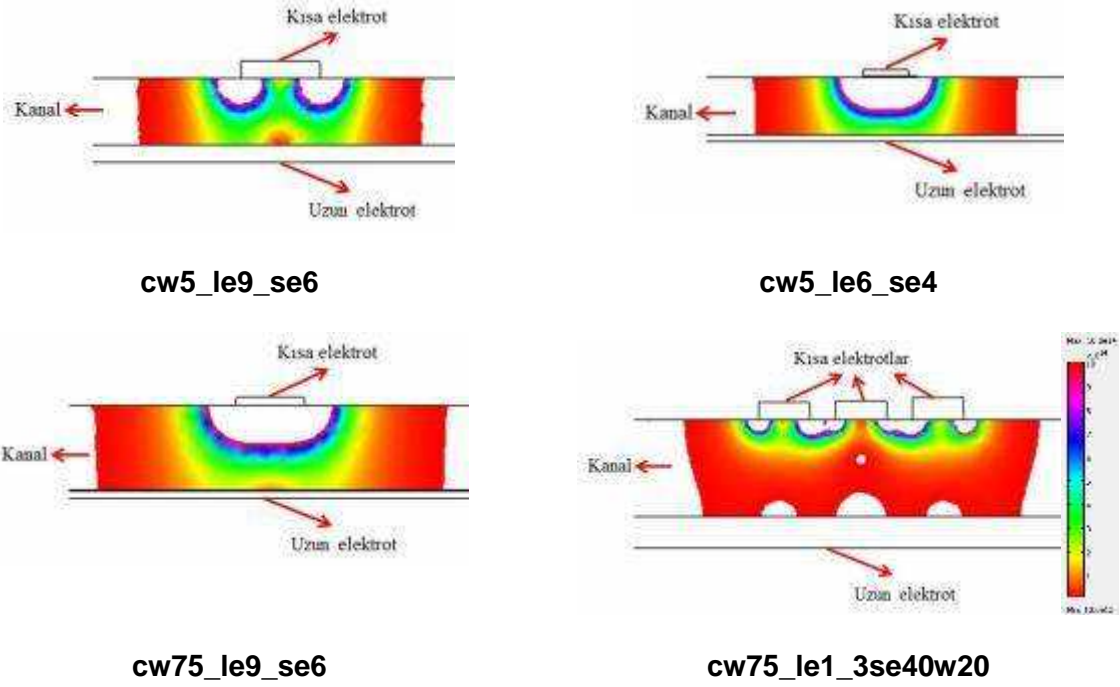 Kısa elektrot
Kanal
Uzun elektrot
cw5_le9_se6
Kısa elektrot
Kanal
Uzun elektrot
cw5_le6_se4
Kısa elektrot
Kanal
Uzun elektrot
cw75_le9_se6
Kısa elektrotlar
Kanal
Uzun elektrot
cw75_le1_3se40w20